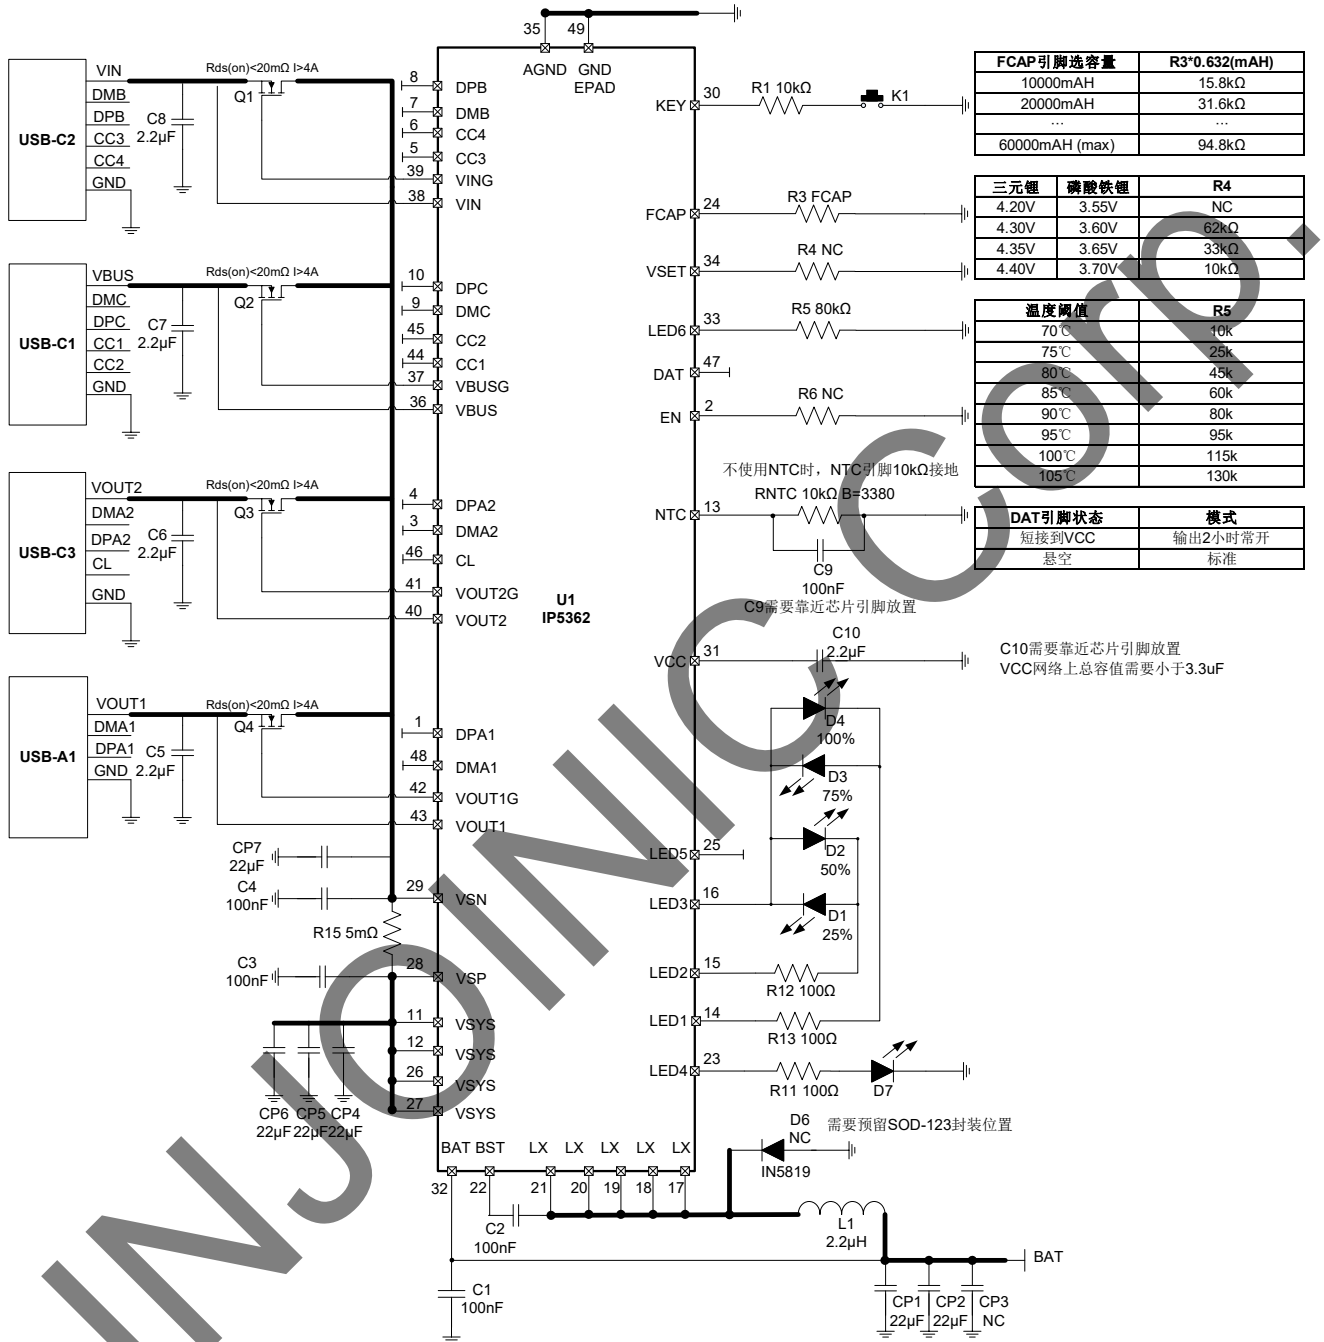 35
49
AGND
GND
EPAD
USB-C2
VIN
DMB
DPB
CC3
CC4
GND
C8
2.2μF
Rds(on)<20mΩ I>4A
Q1
8
DPB
7
DMB
6
CC4
5
CC3
39
VING
38
VIN
USB-C1
VBUS
DMC
DPC
CC1
CC2
GND
C7
2.2μF
Rds(on)<20mΩ I>4A
Q2
10
DPC
9
DMC
45
CC2
44
CC1
37
VBUSG
36
VBUS
USB-C3
VOUT2
DMA2
DPA2
CL
GND
C6
2.2μF
Rds(on)<20mΩ I>4A
Q3
4
DPA2
3
DMA2
46
CL
41
VOUT2G
40
VOUT2
USB-A1
VOUT1
DMA1
DPA1
GND
C5
2.2μF
Rds(on)<20mΩ I>4A
Q4
1
DPA1
48
DMA1
42
VOUT1G
43
VOUT1
CP7
22μF
C4
100nF
29
VSN
R15 5mΩ
C3
100nF
28
VSP
11
VSYS
12
VSYS
26
VSYS
27
VSYS
CP6 CP5 CP4
22μF 22μF 22μF
U1
IP5362
KEY
30
R1 10kΩ
K1
FCAP
24
R3 FCAP
VSET
34
R4 NC
LED6
33
R5 80kΩ
DAT
47
EN
2
R6 NC
不使用NTC时，NTC引脚10kΩ接地
RNTC 10kΩ B=3380
NTC
13
C9
100nF
C9需要靠近芯片引脚放置
VCC
31
C10
2.2μF
C10需要靠近芯片引脚放置
VCC网络上总容值需要小于3.3uF
D4
100%
D3
75%
D2
50%
D1
25%
LED5
25
LED3
16
LED2
15
R12 100Ω
LED1
14
R13 100Ω
LED4
23
R11 100Ω
D7
D6
NC
IN5819
需要预留SOD-123封装位置
BAT BST LX LX LX LX LX
32 22 21 20 19 18 17
C2
100nF
L1
2.2μH
BAT
C1
100nF
CP1 CP2 CP3
22μF 22μF NC
FCAP引脚选容量 R3*0.632(mAH)
10000mAH 15.8kΩ
20000mAH 31.6kΩ
... ...
60000mAH (max) 94.8kΩ
三元锂 磷酸铁锂 R4
4.20V 3.55V NC
4.30V 3.60V 62kΩ
4.35V 3.65V 33kΩ
4.40V 3.70V 10kΩ
温度阈值 R5
70℃ 10k
75℃ 25k
80℃ 45k
85℃ 60k
90℃ 80k
95℃ 95k
100℃ 115k
105℃ 130k
DAT引脚状态 模式
短接到VCC 输出2小时常开
悬空 标准
INJOINIC Corp.